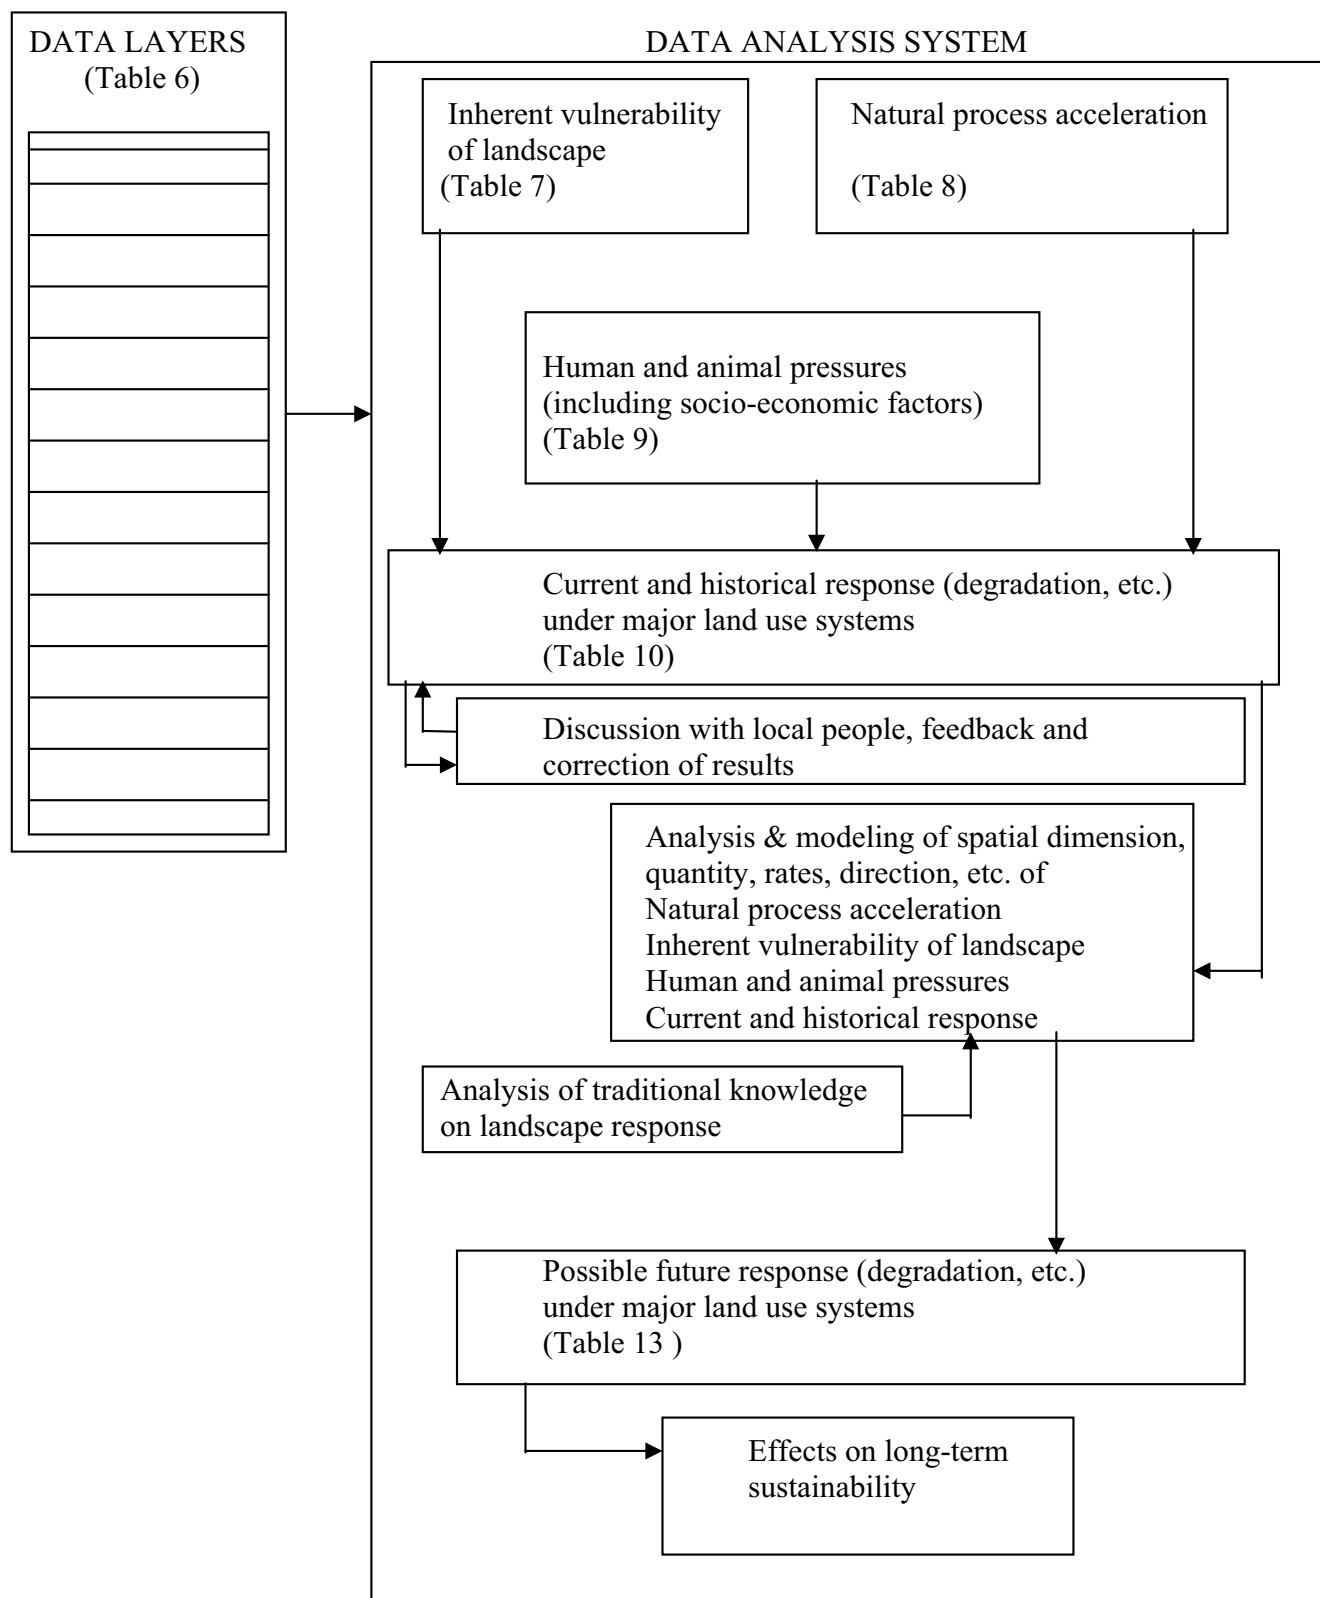 DATA LAYERS
(Table 6)
DATA ANALYSIS SYSTEM
Inherent vulnerability
of landscape
(Table 7)
Natural process acceleration
(Table 8)
Human and animal pressures
(including socio-economic factors)
(Table 9)
Current and historical response (degradation, etc.)
under major land use systems
(Table 10)
Discussion with local people, feedback and
correction of results
Analysis & modeling of spatial dimension,
quantity, rates, direction, etc. of
Natural process acceleration
Inherent vulnerability of landscape
Human and animal pressures
Current and historical response
Analysis of traditional knowledge
on landscape response
Possible future response (degradation, etc.)
under major land use systems
(Table 13 )
Effects on long-term
sustainability